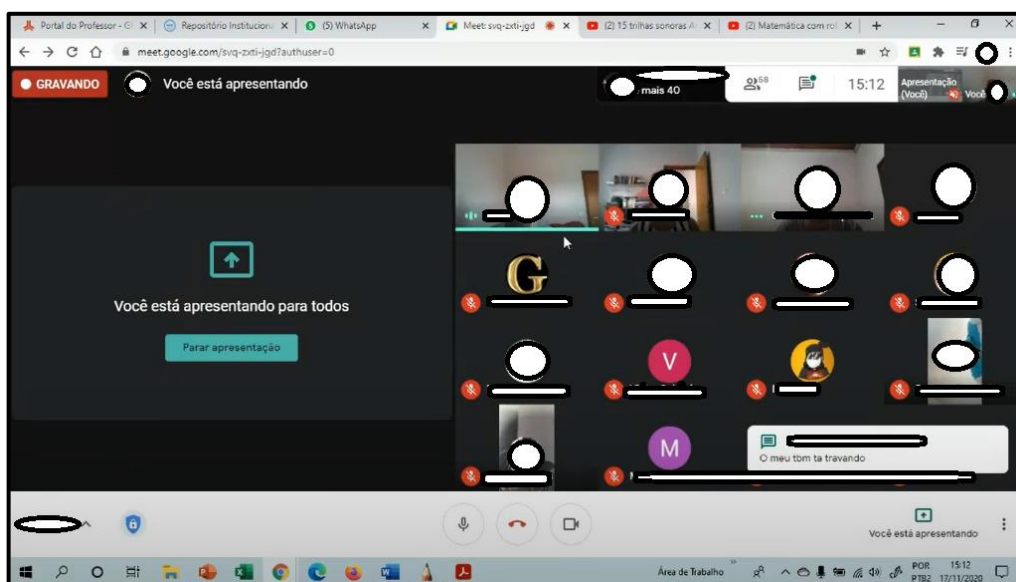 Portal do Professor - G
Repositório Instituciona
(5) WhatsApp
Meet: svq-zxti-jgd
(2) 15 trilhas sonoras A
(2) Matemática com rol
meet.google.com/svq-zxti-jgd?authuser=0
GRAVANDO
Você está apresentando
mais 40
58
15:12
Apresentação
(Você)
Você
G
Você está apresentando para todos
Parar apresentação
V
M
O meu tbm ta travando
Você está apresentando
Área de Trabalho
POR
PTB2
15:12
17/11/2020